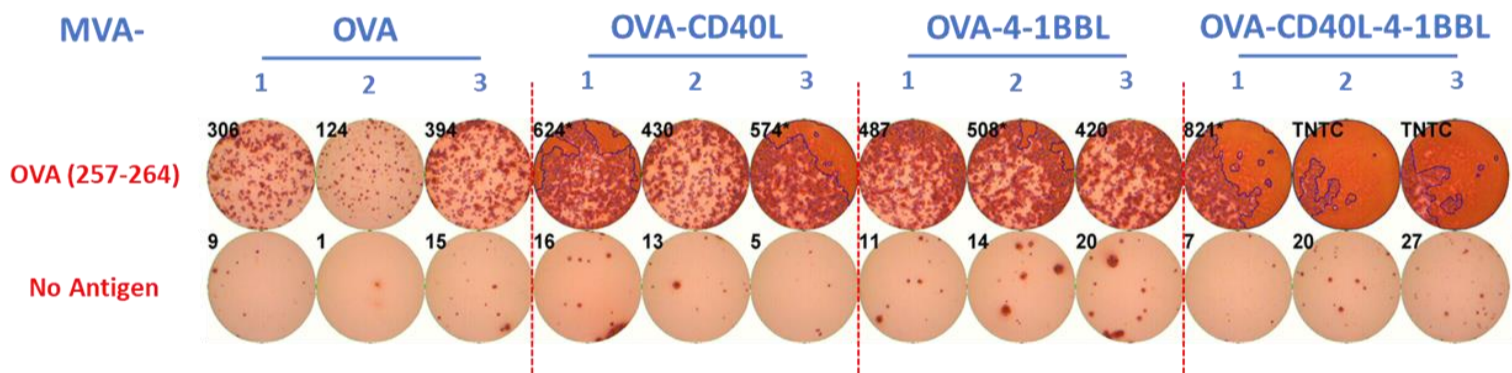 MVA- OVA OVA-CD40L OVA-4-1BBL OVA-CD40L-4-1BBL
1 2 3 1 2 3 1 2 3 1 2 3
306 124 394 624* 430 574* 487 508* 420 821* TNTC TNTC
OVA (257-264)
9 1 15 16 13 5 11 14 20 7 20 27
No Antigen